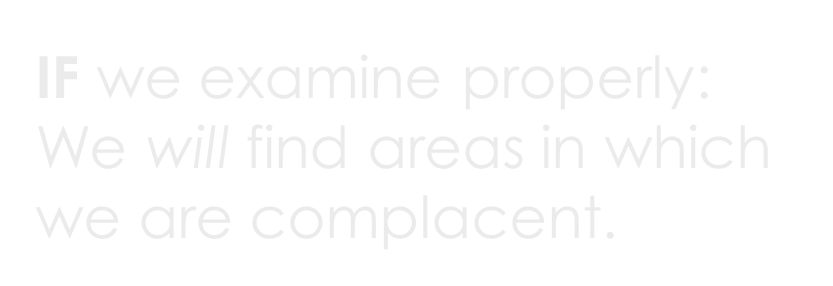 IF we examine properly:
We will find areas in which
we are complacent.